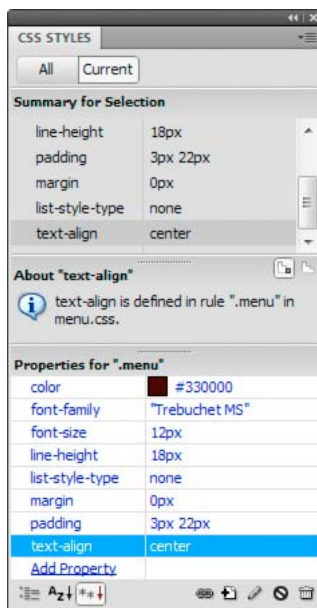 CSS STYLES
All Current
Summary for Selection
line-height 18px
padding 3px 22px
margin 0px
list-style-type none
text-align center
About "text-align"
text-align is defined in rule ".menu" in
menu.css.
Properties for ".menu"
color #330000
font-family "Trebuchet MS"
font-size 12px
line-height 18px
list-style-type none
margin 0px
padding 3px 22px
text-align center
Add Property